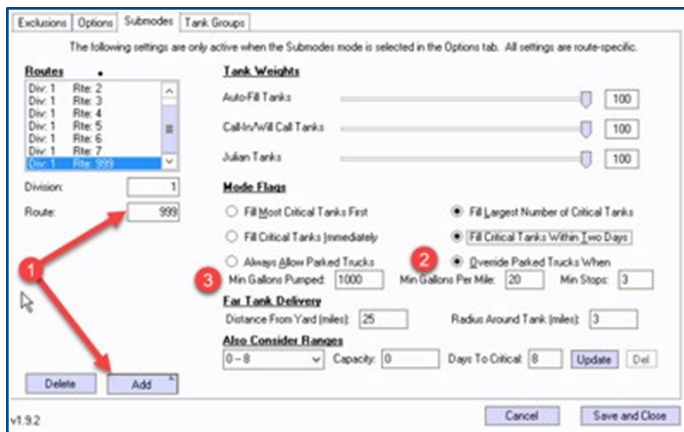 Exclusions Options Submodes Tank Groups
The following settings are only active when the Submodes mode is selected in the Options tab. All settings are route-specific.
Routes
Div: 1 Rte: 2
Div: 1 Rte: 3
Div: 1 Rte: 4
Div: 1 Rte: 5
Div: 1 Rte: 6
Div: 1 Rte: 7
Div: 1 Rte: 999
Division: 1
Route: 999
1
Delete Add
Tank Weights
Auto-Fill Tanks 100
Call-In/Will Call Tanks 100
Julian Tanks 100
Mode Flags
Fill Most Critical Tanks First Fill Largest Number of Critical Tanks
Fill Critical Tanks Immediately Fill Critical Tanks Within Two Days
Always Allow Parked Trucks 2 Override Parked Trucks When
3 Min Gallons Pumped: 1000 Min Gallons Per Mile: 20 Min Stops: 3
Far Tank Delivery
Distance From Yard (miles): 25 Radius Around Tank (miles): 3
Also Consider Ranges
0 - 8 Capacity: 0 Days To Critical: 8 Update Del
v1.9.2 Cancel Save and Close